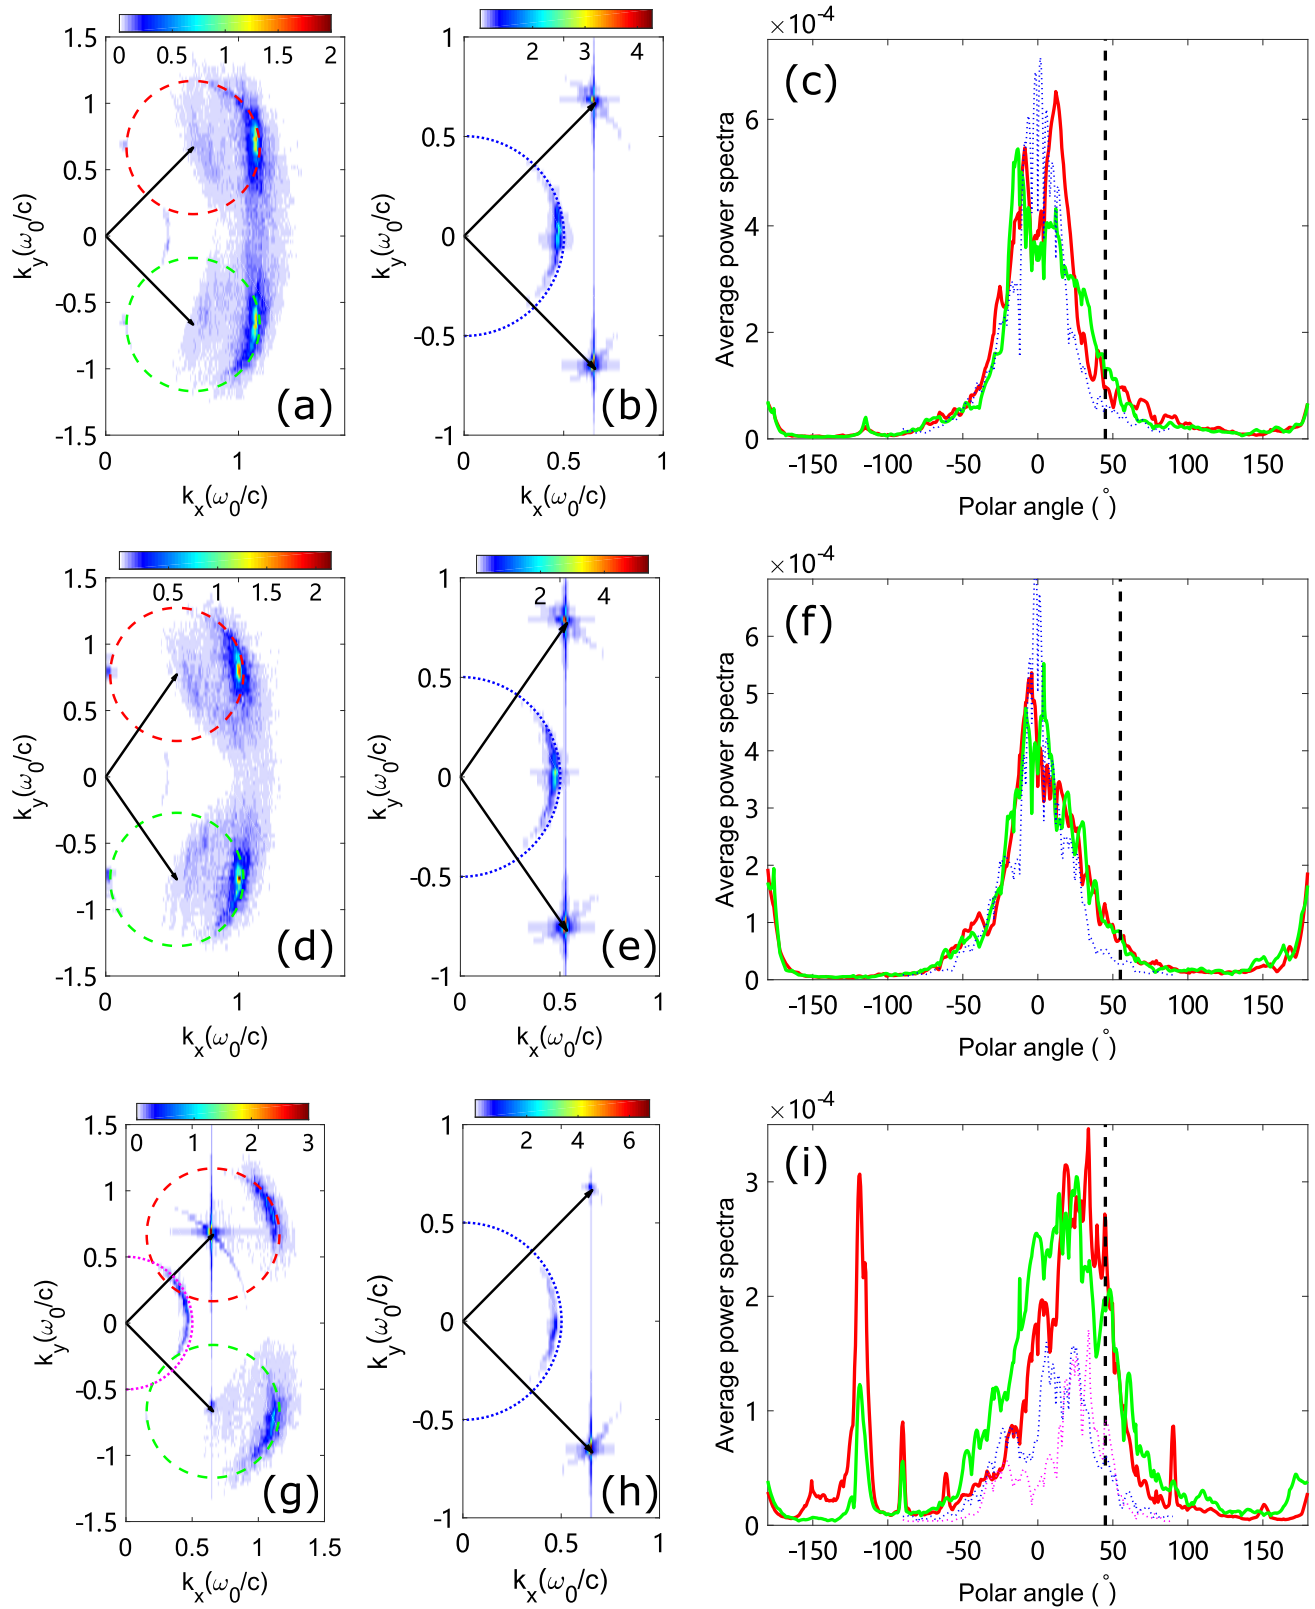 0 0.5 1 1.5 2
1.5
1
0.5
0
-0.5
-1
-1.5
0 1
k_y(ω_0/c)
k_x(ω_0/c)
(a)
2 3 4
1
0.5
0
-0.5
-1
0 0.5 1
k_y(ω_0/c)
k_x(ω_0/c)
(b)
×10^-4
6
4
2
0
-150 -100 -50 0 50 100 150
Average power spectra
Polar angle (°)
(c)
0.5 1 1.5 2
1.5
1
0.5
0
-0.5
-1
-1.5
0 1
k_y(ω_0/c)
k_x(ω_0/c)
(d)
2 4
1
0.5
0
-0.5
-1
0 0.5 1
k_y(ω_0/c)
k_x(ω_0/c)
(e)
×10^-4
6
5
4
3
2
1
0
-150 -100 -50 0 50 100 150
Average power spectra
Polar angle (°)
(f)
0 1 2 3
1.5
1
0.5
0
-0.5
-1
-1.5
0 0.5 1 1.5
k_y(ω_0/c)
k_x(ω_0/c)
(g)
2 4 6
1
0.5
0
-0.5
-1
0 0.5 1
k_y(ω_0/c)
k_x(ω_0/c)
(h)
×10^-4
3
2
1
0
-150 -100 -50 0 50 100 150
Average power spectra
Polar angle (°)
(i)